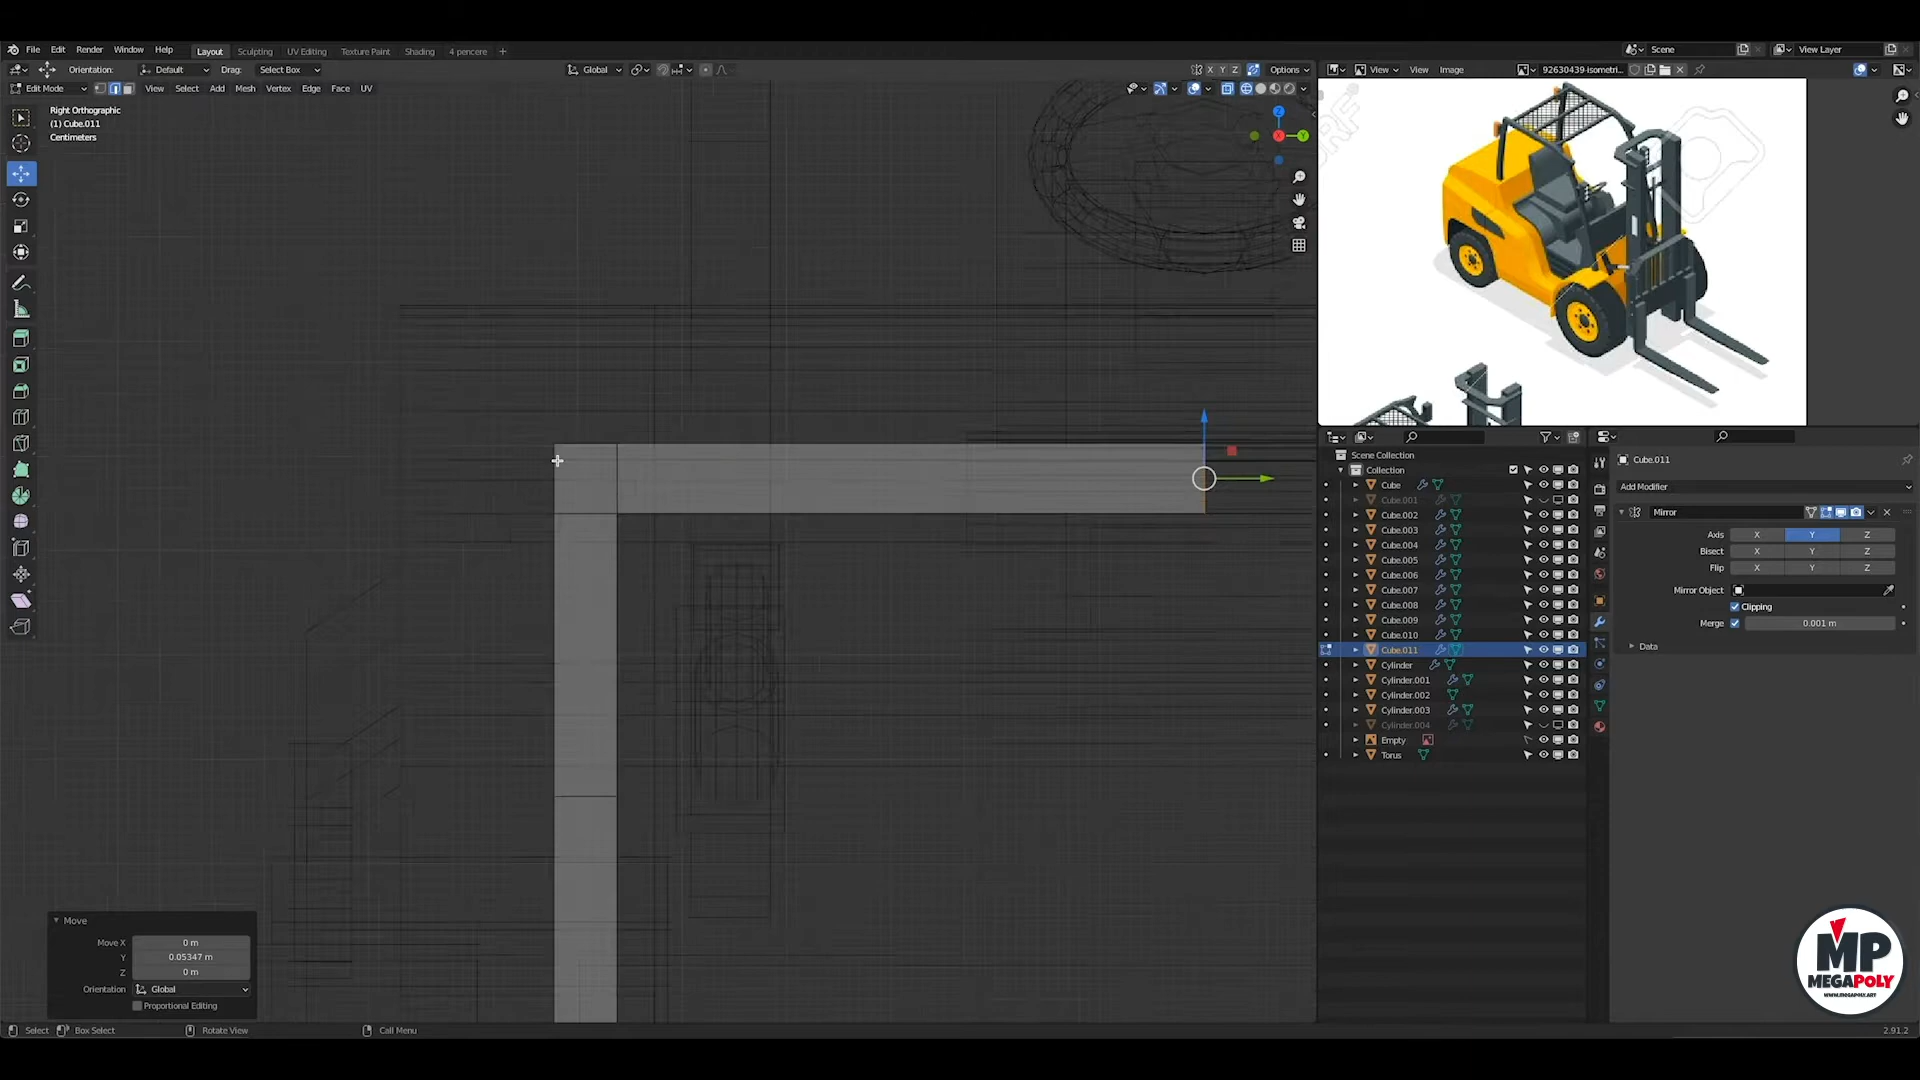 File Edit Render Window Help Layout Sculpting UV Editing Texture Paint Shading 4 pencere + Scene View Layer
Orientation: Default Drag: Select Box Global X Y Z Options View View Image 92630439-isometri...
Edit Mode View Select Add Mesh Vertex Edge Face UV
Right Orthographic
(1) Cube.011
Centimeters
Z
Y
X
Scene Collection
Collection
Cube
Cube.001
Cube.002
Cube.003
Cube.004
Cube.005
Cube.006
Cube.007
Cube.008
Cube.009
Cube.010
Cube.011
Cylinder
Cylinder.001
Cylinder.002
Cylinder.003
Cylinder.004
Empty
Torus
Cube.011
Add Modifier
Mirror
Axis X Y Z
Bisect X Y Z
Flip X Y Z
Mirror Object
Clipping
Merge 0.001 m
Data
Move
Move X 0 m
Y 0.05347 m
Z 0 m
Orientation Global
Proportional Editing
Select Box Select Rotate View Call Menu 2.91.2
MP
MEGAPOLY
WWW.MEGAPOLY.ART